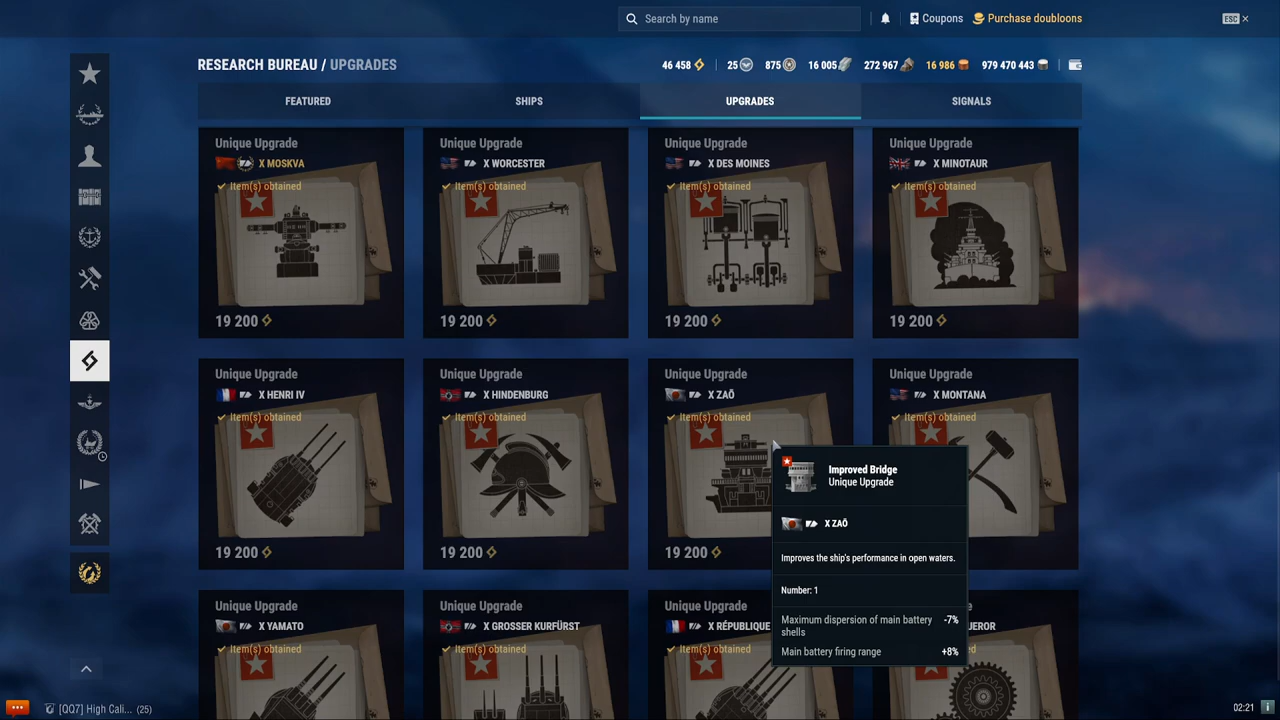 Search by name
Coupons
Purchase doubloons
ESC ×
RESEARCH BUREAU / UPGRADES
46 458
25
875
16 005
272 967
16 986
979 470 443
FEATURED
SHIPS
UPGRADES
SIGNALS
Unique Upgrade
X MOSKVA
Item(s) obtained
19 200
Unique Upgrade
X WORCESTER
Item(s) obtained
19 200
Unique Upgrade
X DES MOINES
Item(s) obtained
19 200
Unique Upgrade
X MINOTAUR
Item(s) obtained
19 200
Unique Upgrade
X HENRI IV
Item(s) obtained
19 200
Unique Upgrade
X HINDENBURG
Item(s) obtained
19 200
Unique Upgrade
X ZAŌ
Item(s) obtained
19 200
Unique Upgrade
X MONTANA
Item(s) obtained
Improved Bridge
Unique Upgrade
X ZAŌ
Improves the ship's performance in open waters.
Number: 1
Maximum dispersion of main battery
shells
-7%
Main battery firing range
+8%
Unique Upgrade
X YAMATO
Item(s) obtained
Unique Upgrade
X GROSSER KURFÜRST
Item(s) obtained
Unique Upgrade
X RÉPUBLIQUE
Item(s) obtained
Item(s) obtained
[QQ7] High Cali... (25)
02:21